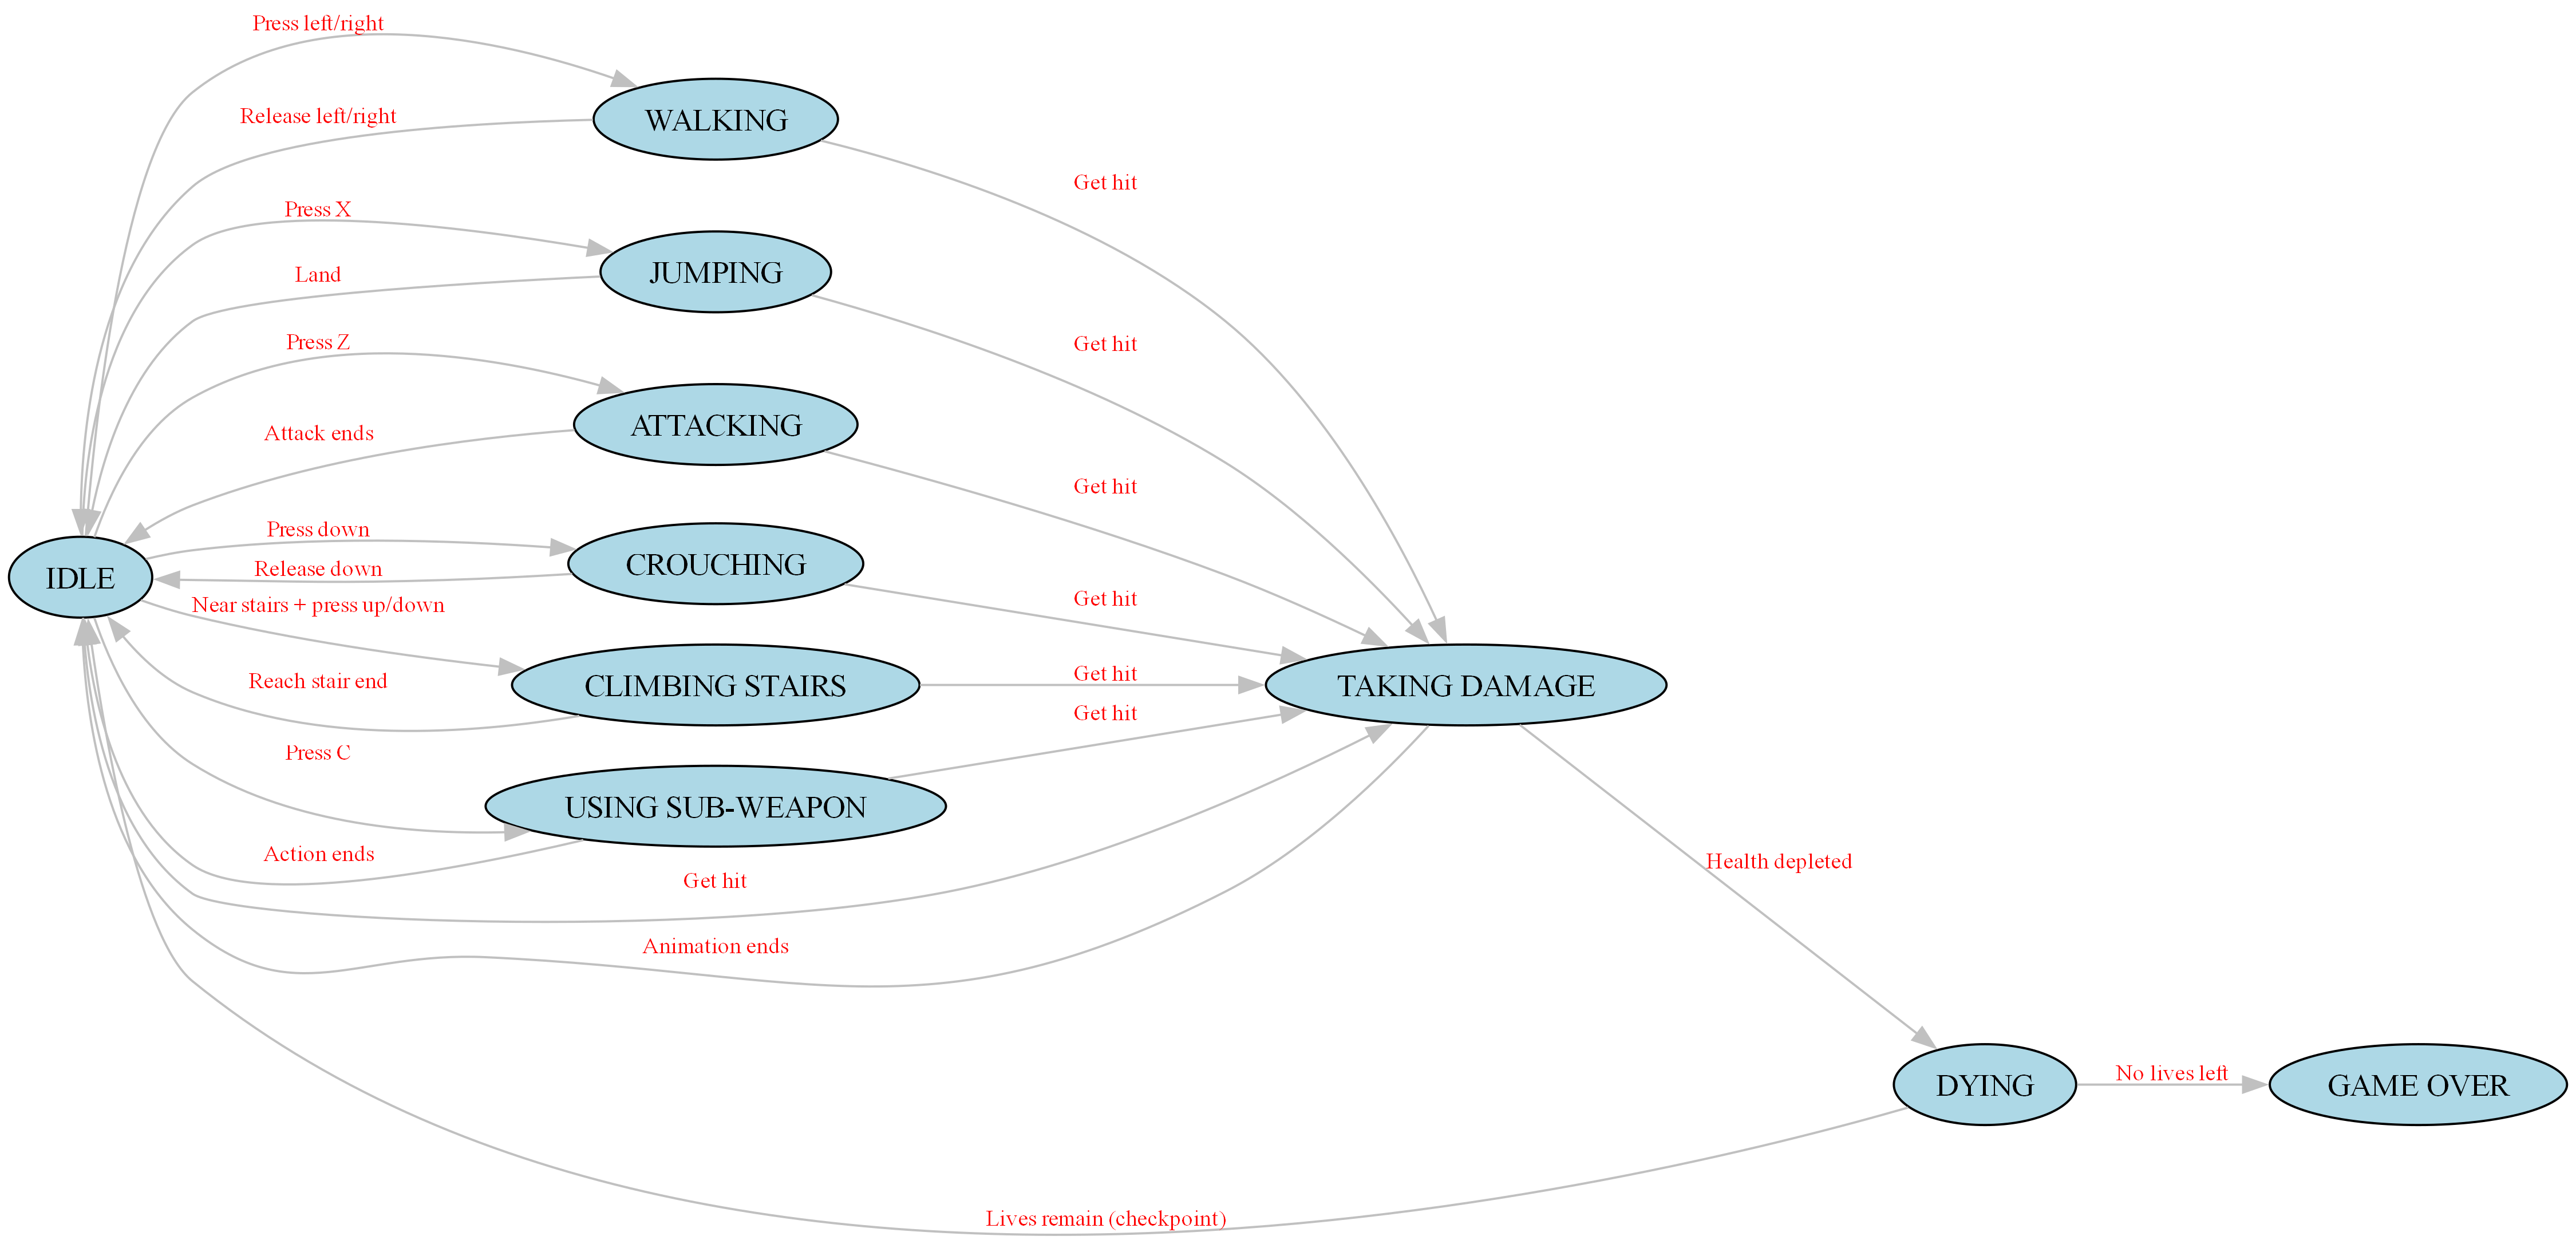 Press left/right
WALKING
Release left/right
Get hit
Press X
JUMPING
Land
Get hit
Press Z
ATTACKING
Attack ends
Get hit
Press down
CROUCHING
Release down
IDLE
Near stairs + press up/down
Get hit
CLIMBING STAIRS
Get hit
TAKING DAMAGE
Reach stair end
Get hit
Press C
USING SUB-WEAPON
Action ends
Health depleted
Get hit
Animation ends
DYING
No lives left
GAME OVER
Lives remain (checkpoint)